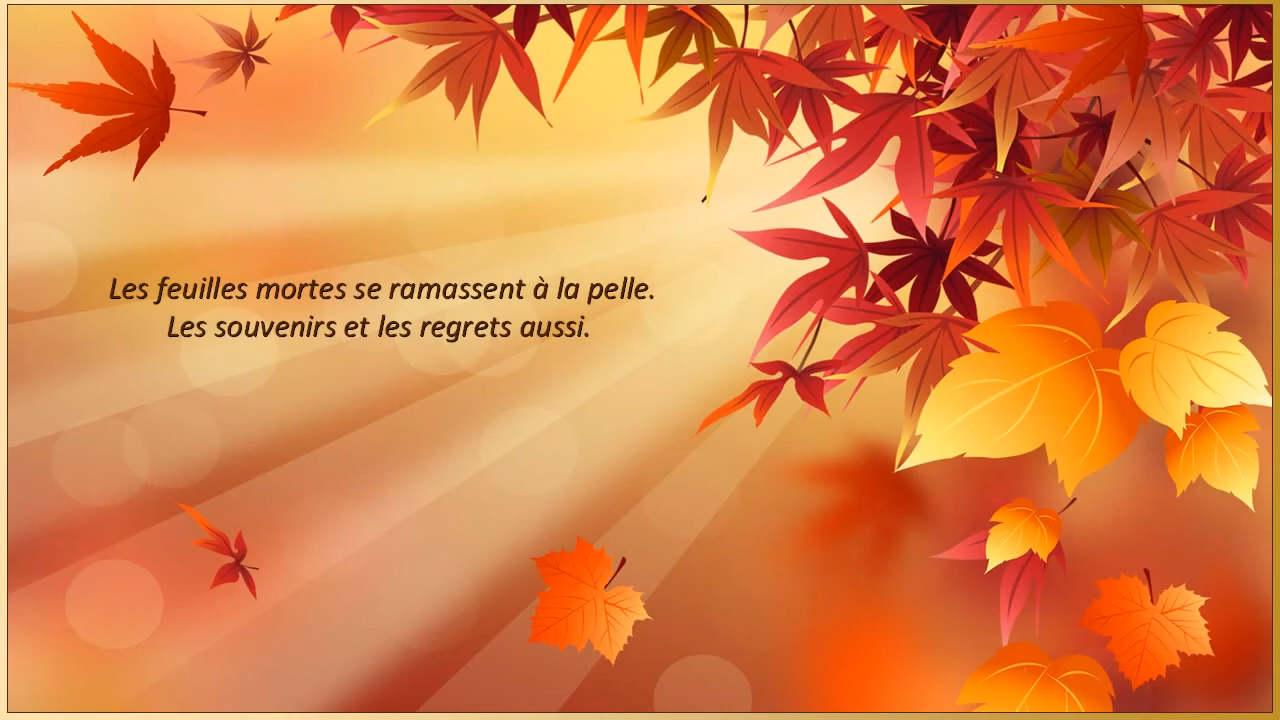 Les feuilles mortes se ramassent à la pelle.
Les souvenirs et les regrets aussi.